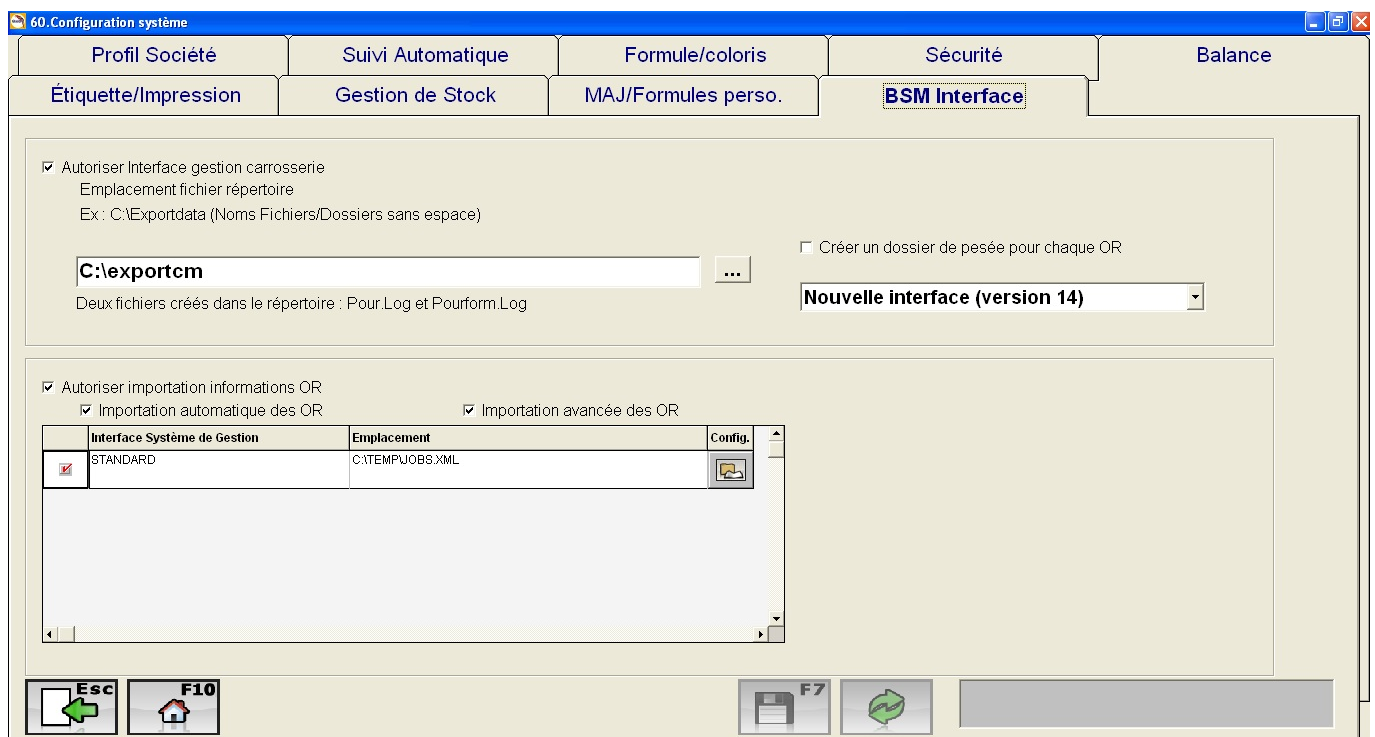 60.Configuration système
Profil Société
Suivi Automatique
Formule/coloris
Sécurité
Balance
Étiquette/Impression
Gestion de Stock
MAJ/Formules perso.
BSM Interface
Autoriser Interface gestion carrosserie
Emplacement fichier répertoire
Ex : C:\Exportdata (Noms Fichiers/Dossiers sans espace)
Créer un dossier de pesée pour chaque OR
C:\exportcm
...
Nouvelle interface (version 14)
Deux fichiers créés dans le répertoire : Pour.Log et Pourform.Log
Autoriser importation informations OR
Importation automatique des OR
Importation avancée des OR
Interface Système de Gestion
Emplacement
Config.
STANDARD
C:\TEMP\JOBS.XML
Esc
F10
F7